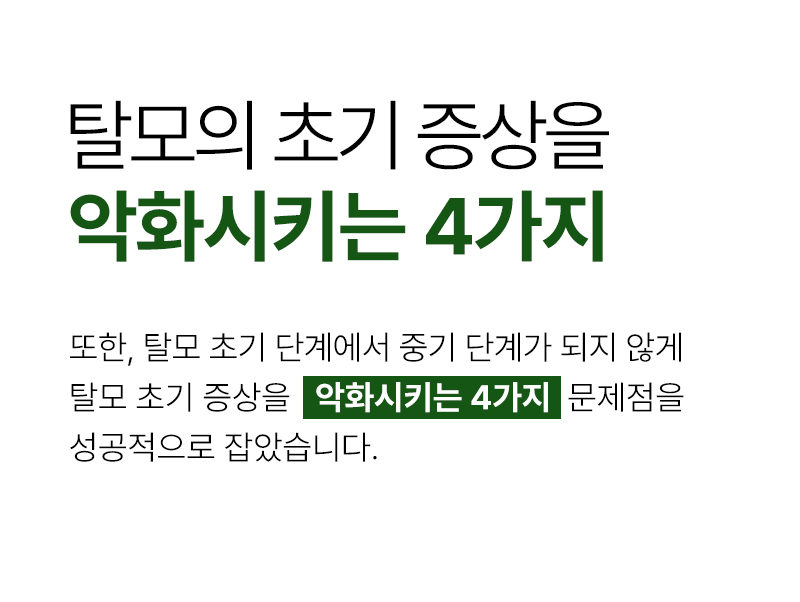 탈모의 초기 증상을
악화시키는 4가지
또한, 탈모 초기 단계에서 중기 단계가 되지 않게
탈모 초기 증상을 악화시키는 4가지 문제점을
성공적으로 잡았습니다.